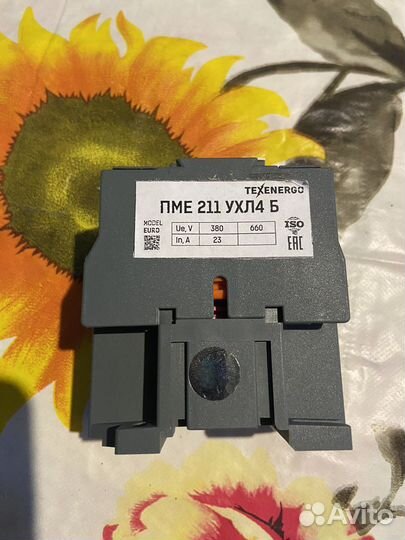 TEXENERGO
ПМЕ 211 УХЛ4 Б
MODEL EURO
Ue, V 380 660
In, A 23
ISO
EAC
Avito